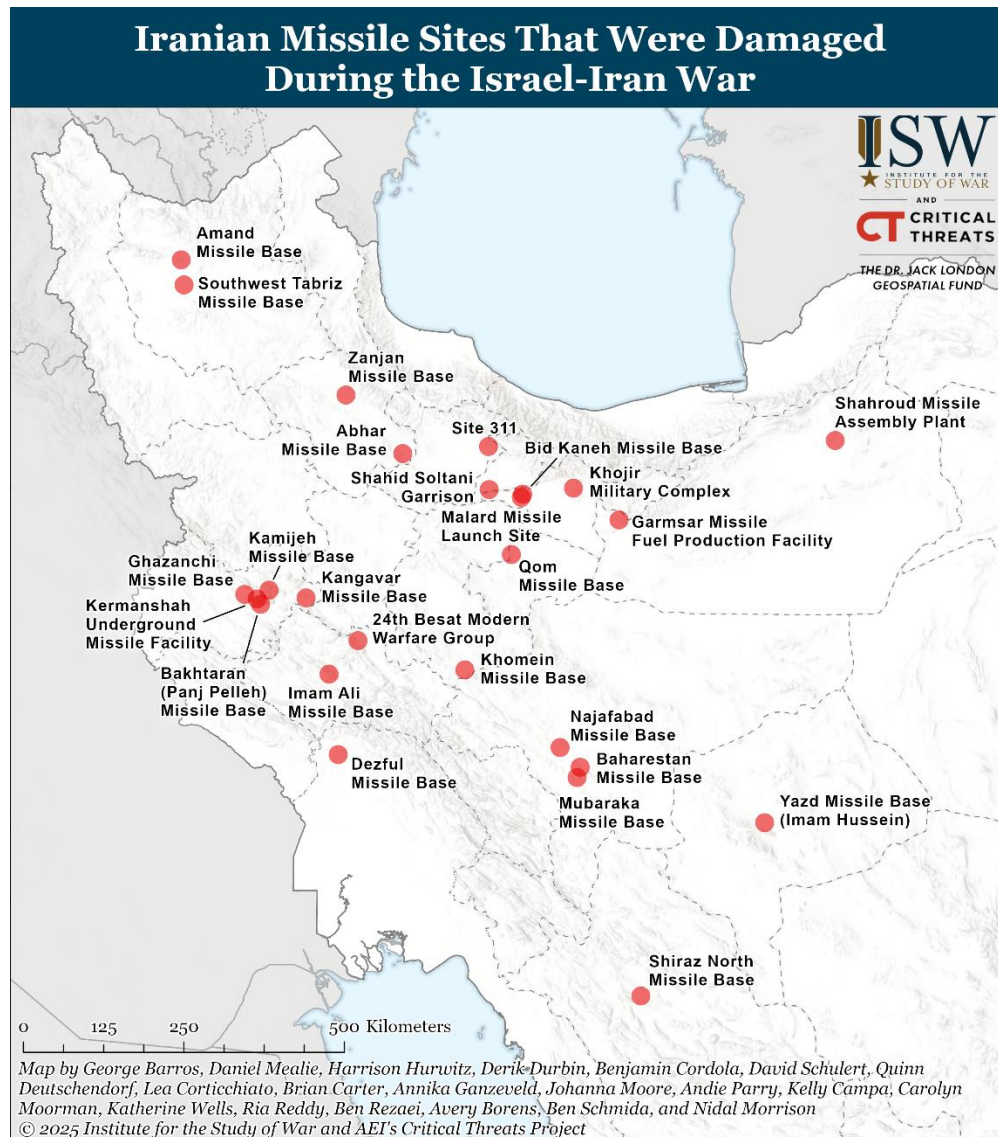 Iranian Missile Sites That Were Damaged
During the Israel-Iran War
ISW
INSTITUTE FOR THE
STUDY OF WAR
AND
CT CRITICAL
THREATS
THE DR. JACK LONDON
GEOSPATIAL FUND
Amand
Missile Base
Southwest Tabriz
Missile Base
Zanjan
Missile Base
Abhar
Missile Base
Site 311
Bid Kaneh Missile Base
Shahroud Missile
Assembly Plant
Shahid Soltani
Garrison
Khojir
Military Complex
Malard Missile
Launch Site
Garmsar Missile
Fuel Production Facility
Qom
Missile Base
Kamijeh
Missile Base
Ghazanchi
Missile Base
Kangavar
Missile Base
Kermanshah
Underground
Missile Facility
24th Besat Modern
Warfare Group
Bakhtaran
(Panj Pelleh)
Missile Base
Imam Ali
Missile Base
Khomein
Missile Base
Dezful
Missile Base
Najafabad
Missile Base
Baharestan
Missile Base
Mubaraka
Missile Base
Yazd Missile Base
(Imam Hussein)
Shiraz North
Missile Base
0 125 250 500 Kilometers
Map by George Barros, Daniel Mealie, Harrison Hurwitz, Derik Durbin, Benjamin Cordola, David Schulert, Quinn
Deutschendorf, Lea Corticchiato, Brian Carter, Annika Ganzeveld, Johanna Moore, Andie Parry, Kelly Campa, Carolyn
Moorman, Katherine Wells, Ria Reddy, Ben Rezaei, Avery Borens, Ben Schmida, and Nidal Morrison
© 2025 Institute for the Study of War and AEI's Critical Threats Project